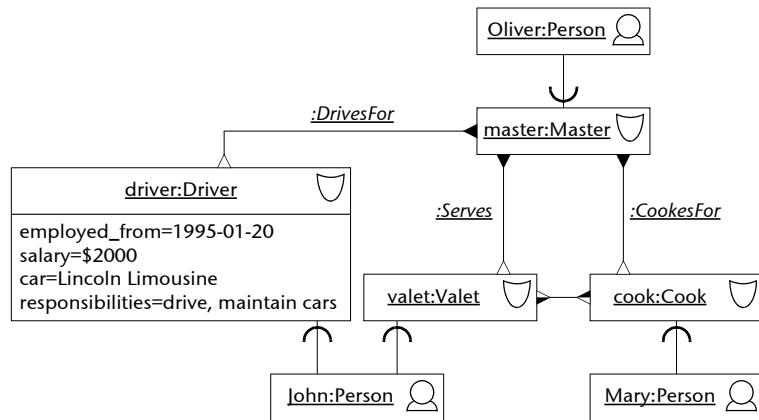 Oliver:Person
:DrivesFor
master:Master
driver:Driver
employed_from=1995-01-20
salary=$2000
car=Lincoln Limousine
responsibilities=drive, maintain cars
:Serves
:CookesFor
valet:Valet
cook:Cook
John:Person
Mary:Person